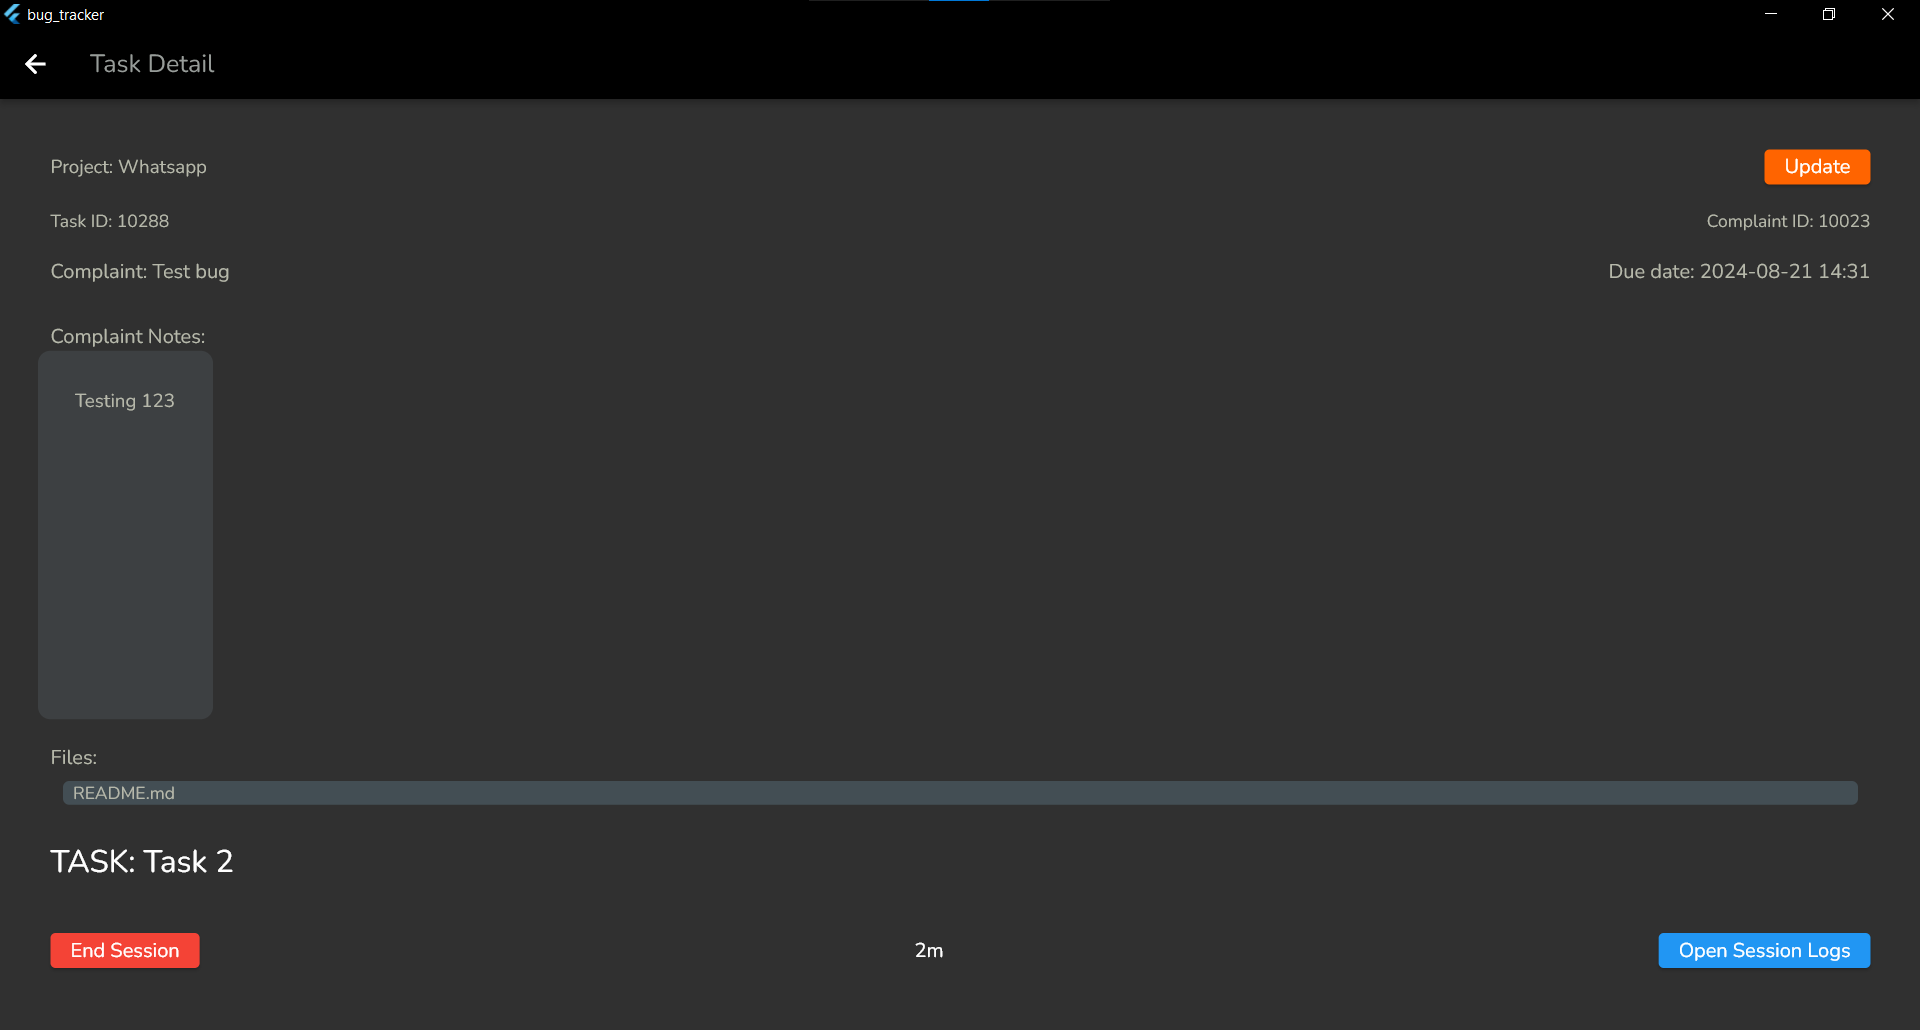 bug_tracker
Task Detail
Project: Whatsapp
Update
Task ID: 10288
Complaint ID: 10023
Complaint: Test bug
Due date: 2024-08-21 14:31
Complaint Notes:
Testing 123
Files:
README.md
TASK: Task 2
End Session
2m
Open Session Logs